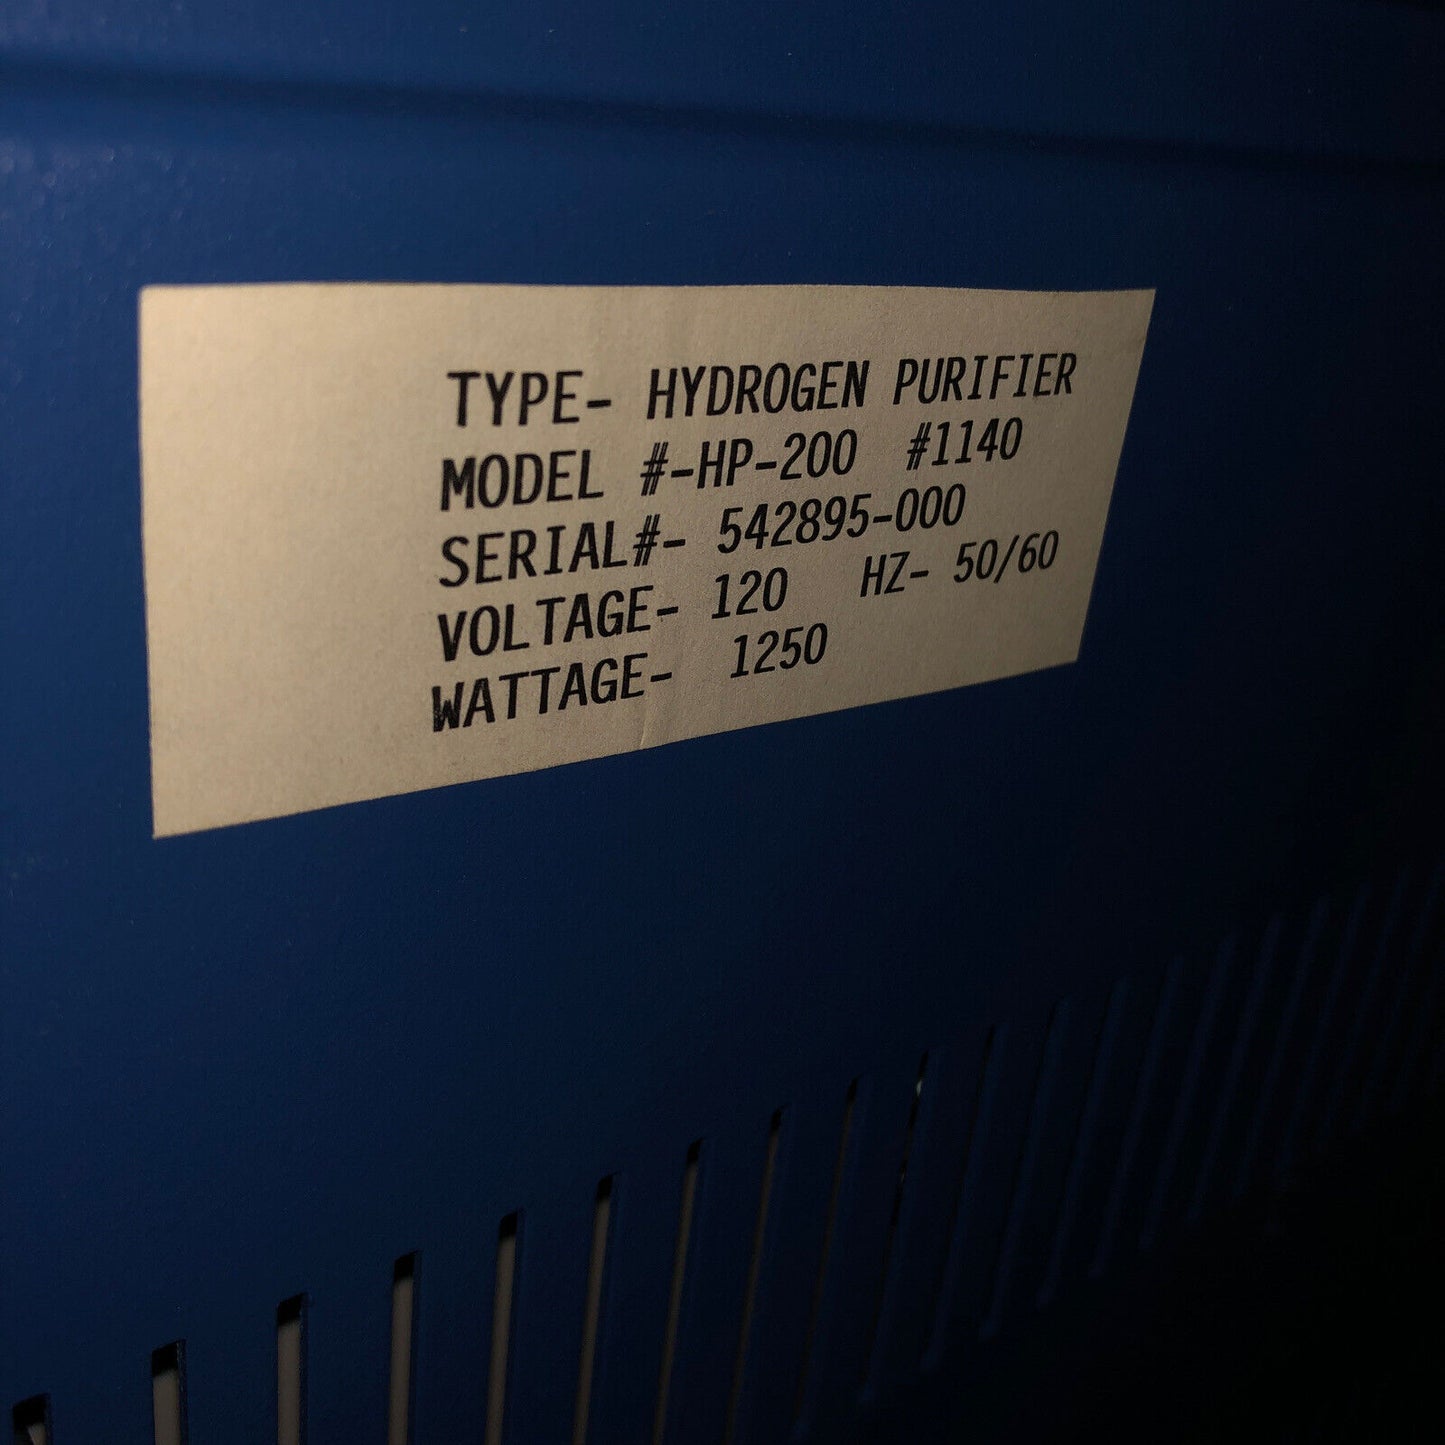 TYPE- HYDROGEN PURIFIER
MODEL #-HP-200 #1140
SERIAL#- 542895-000
VOLTAGE- 120 HZ- 50/60
WATTAGE- 1250